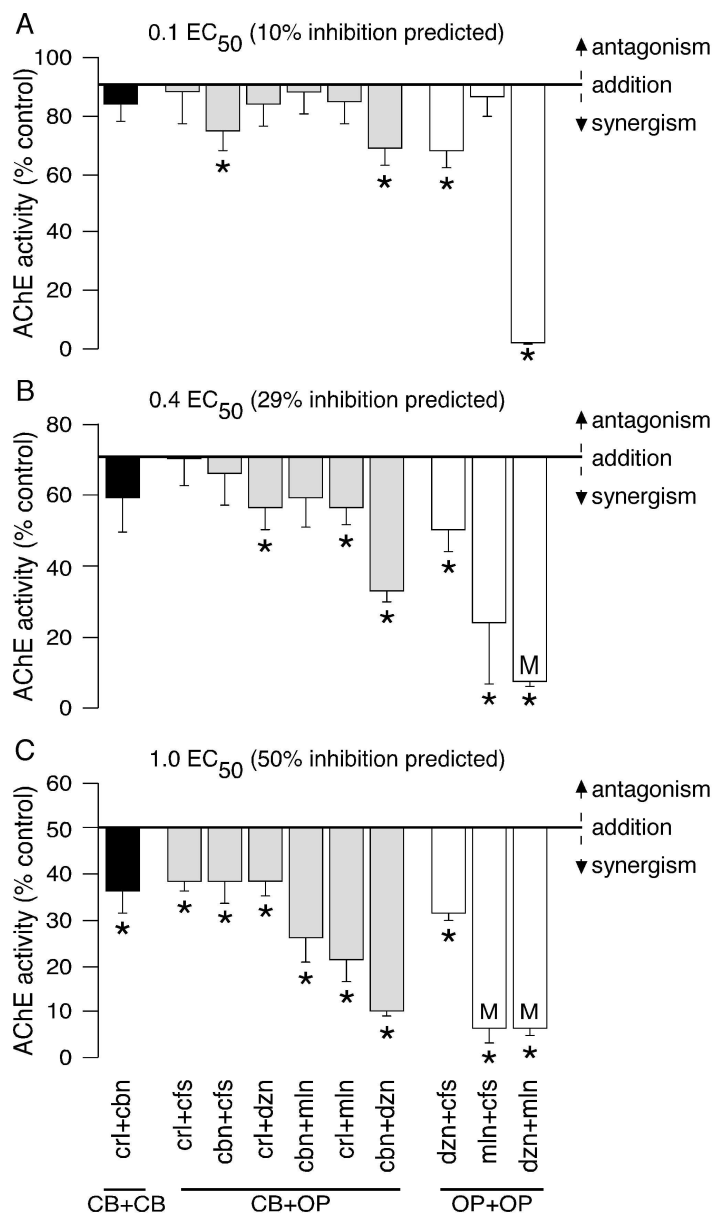 A
0.1 EC50 (10% inhibition predicted)
AChE activity (% control)
100
80
60
40
20
0
antagonism
addition
synergism
*
*
*
*
B
0.4 EC50 (29% inhibition predicted)
AChE activity (% control)
80
60
40
20
0
antagonism
addition
synergism
*
*
*
*
*
M
*
C
1.0 EC50 (50% inhibition predicted)
AChE activity (% control)
60
50
40
30
20
10
0
antagonism
addition
synergism
*
*
*
*
*
*
*
*
M
*
M
*
crl+cbn
crl+cfs
cbn+cfs
crl+dzn
cbn+mln
crl+mln
cbn+dzn
dzn+cfs
mln+cfs
dzn+mln
CB+CB
CB+OP
OP+OP